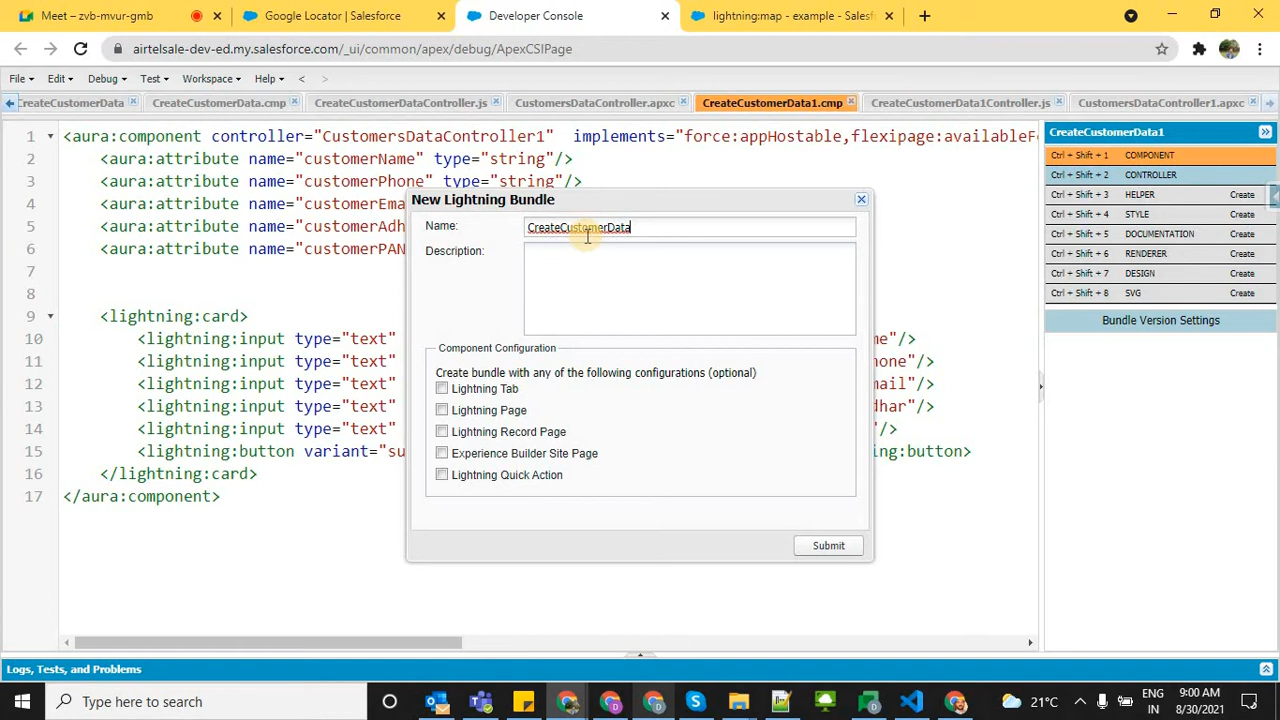 Meet – zvb-mvur-gmb
Google Locator | Salesforce
Developer Console
lightning:map - example - Salesf
airtelsale-dev-ed.my.salesforce.com/_ui/common/apex/debug/ApexCSIPage
File Edit Debug Test Workspace Help < >
CreateCustomerData CreateCustomerData.cmp CreateCustomerDataController.js CustomersDataController.apxc CreateCustomerData1.cmp CreateCustomerData1Controller.js CustomersDataController1.apxc
1 <aura:component controller="CustomersDataController1" implements="force:appHostable,flexipage:availableFo
2 <aura:attribute name="customerName" type="string"/>
3 <aura:attribute name="customerPhone" type="string"/>
4 <aura:attribute name="customerEma
5 <aura:attribute name="customerAdh
6 <aura:attribute name="customerPAN
7
8
9 <lightning:card>
10 <lightning:input type="text" me"/>
11 <lightning:input type="text" one"/>
12 <lightning:input type="text" mail"/>
13 <lightning:input type="text" dhar"/>
14 <lightning:input type="text" "/>
15 <lightning:button variant="su ing:button>
16 </lightning:card>
17 </aura:component>
New Lightning Bundle
Name: CreateCustomerData
Description:
Component Configuration
Create bundle with any of the following configurations (optional)
Lightning Tab
Lightning Page
Lightning Record Page
Experience Builder Site Page
Lightning Quick Action
Submit
CreateCustomerData1
Ctrl + Shift + 1 COMPONENT
Ctrl + Shift + 2 CONTROLLER
Ctrl + Shift + 3 HELPER Create
Ctrl + Shift + 4 STYLE Create
Ctrl + Shift + 5 DOCUMENTATION Create
Ctrl + Shift + 6 RENDERER Create
Ctrl + Shift + 7 DESIGN Create
Ctrl + Shift + 8 SVG Create
Bundle Version Settings
Logs, Tests, and Problems
Type here to search
21°C
ENG
IN
9:00 AM
8/30/2021